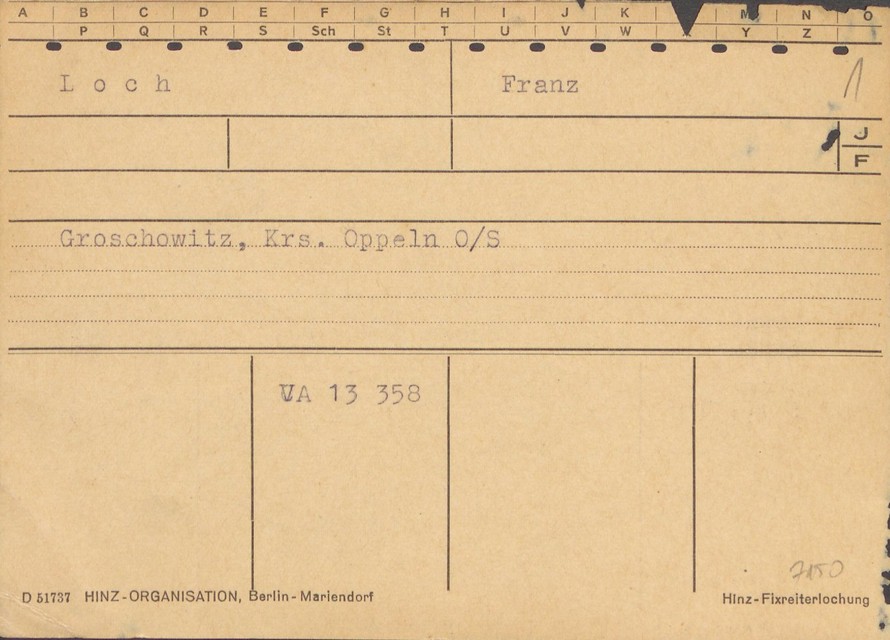 A B C D E F G H I J K M N O
P Q R S Sch St T U V W Y Z
Loch Franz 1
J
F
Groschowitz, Krs. Oppeln O/S
VA 13 358
7150
D 51737 HINZ-ORGANISATION, Berlin-Mariendorf Hinz-Fixreiterlochung